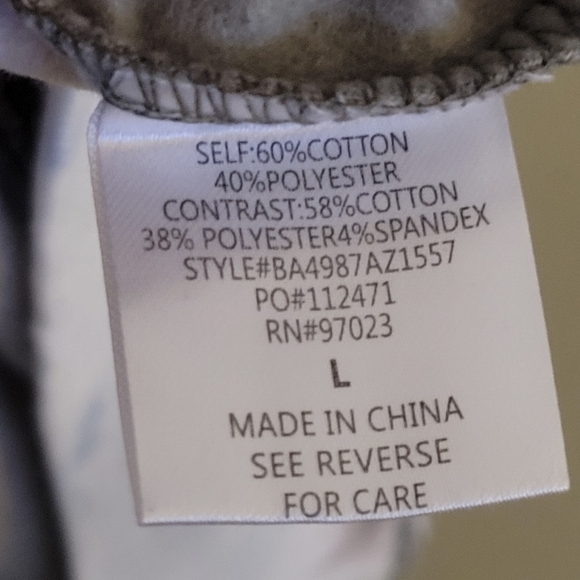 SELF:60%COTTON
40%POLYESTER
CONTRAST:58%COTTON
38% POLYESTER4%SPANDEX
STYLE#BA4987AZ1557
PO#112471
RN#97023
L
MADE IN CHINA
SEE REVERSE
FOR CARE